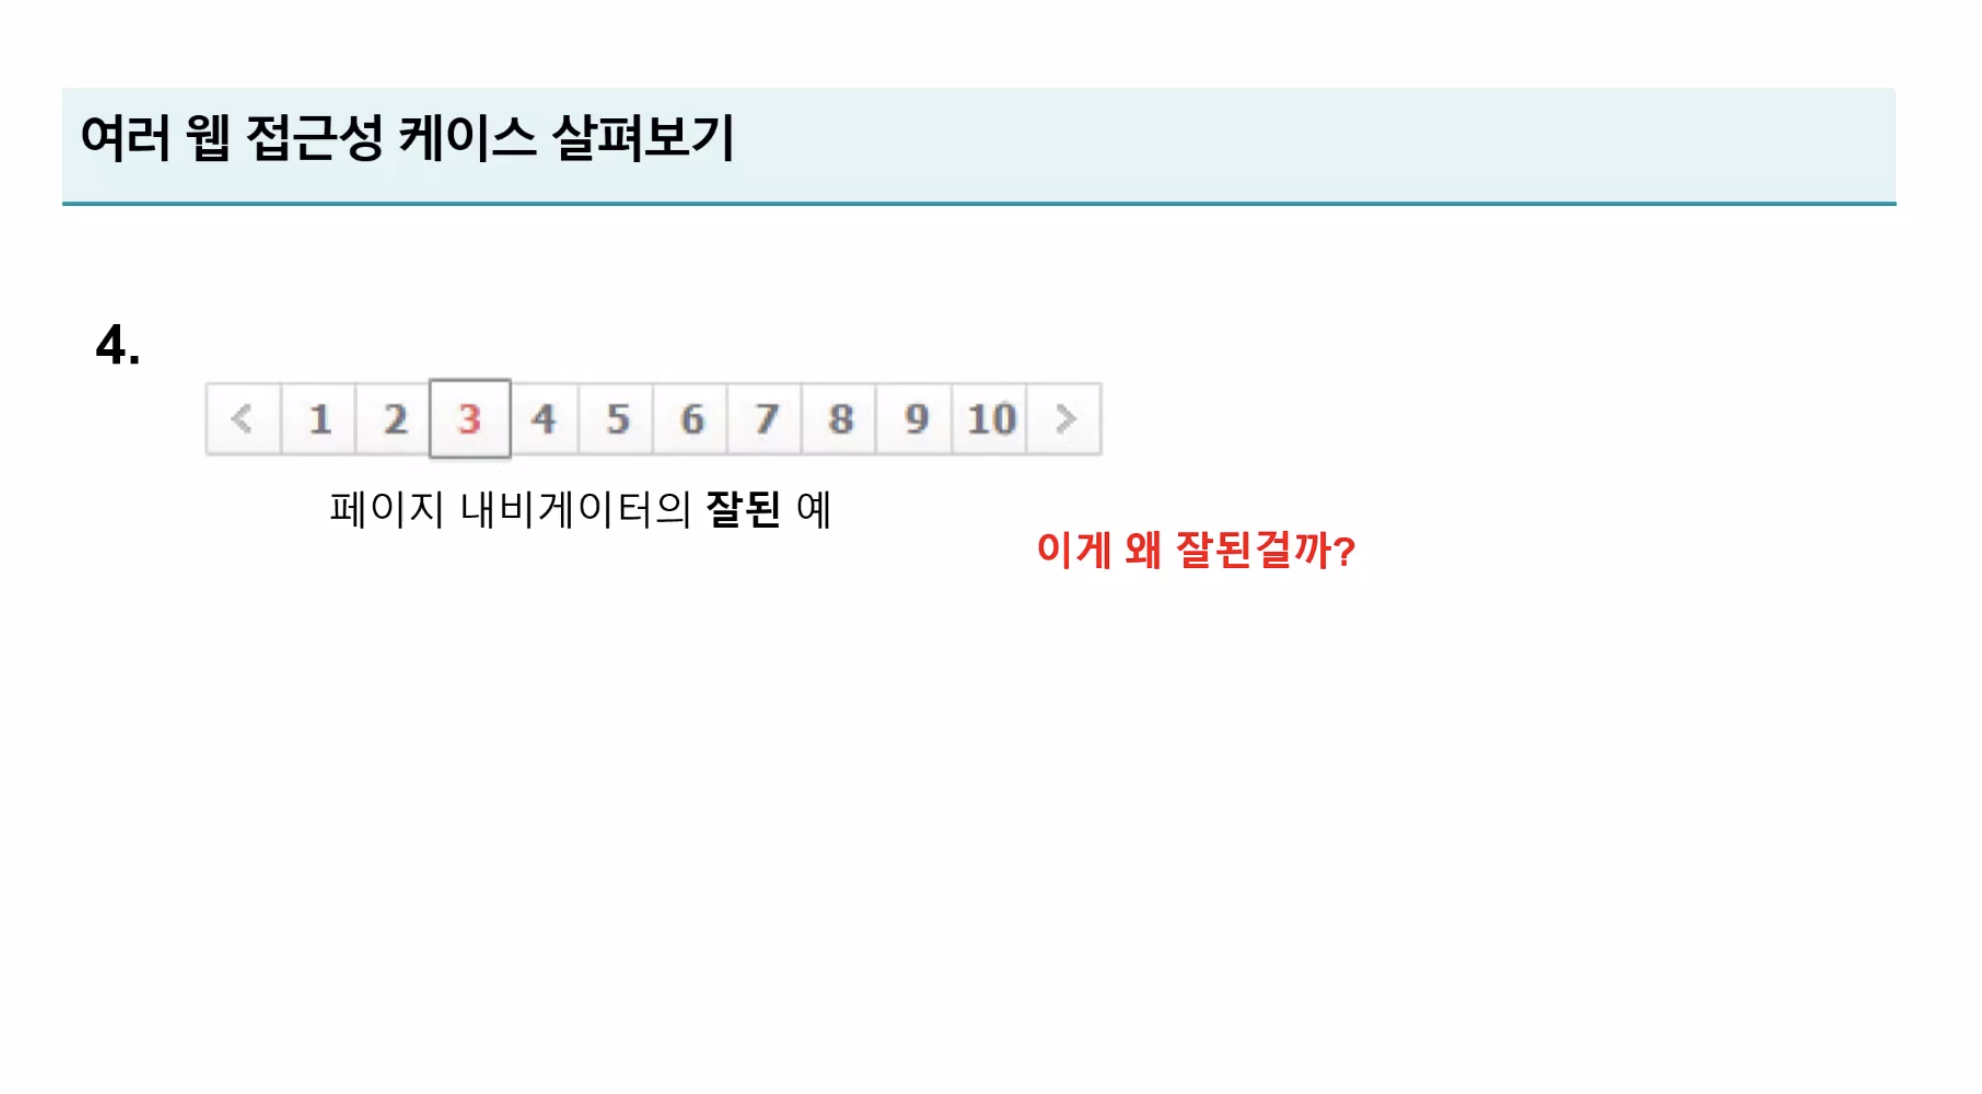 여러 웹 접근성 케이스 살펴보기
4.
< 1 2 3 4 5 6 7 8 9 10 >
페이지 내비게이터의 잘된 예
이게 왜 잘된걸까?